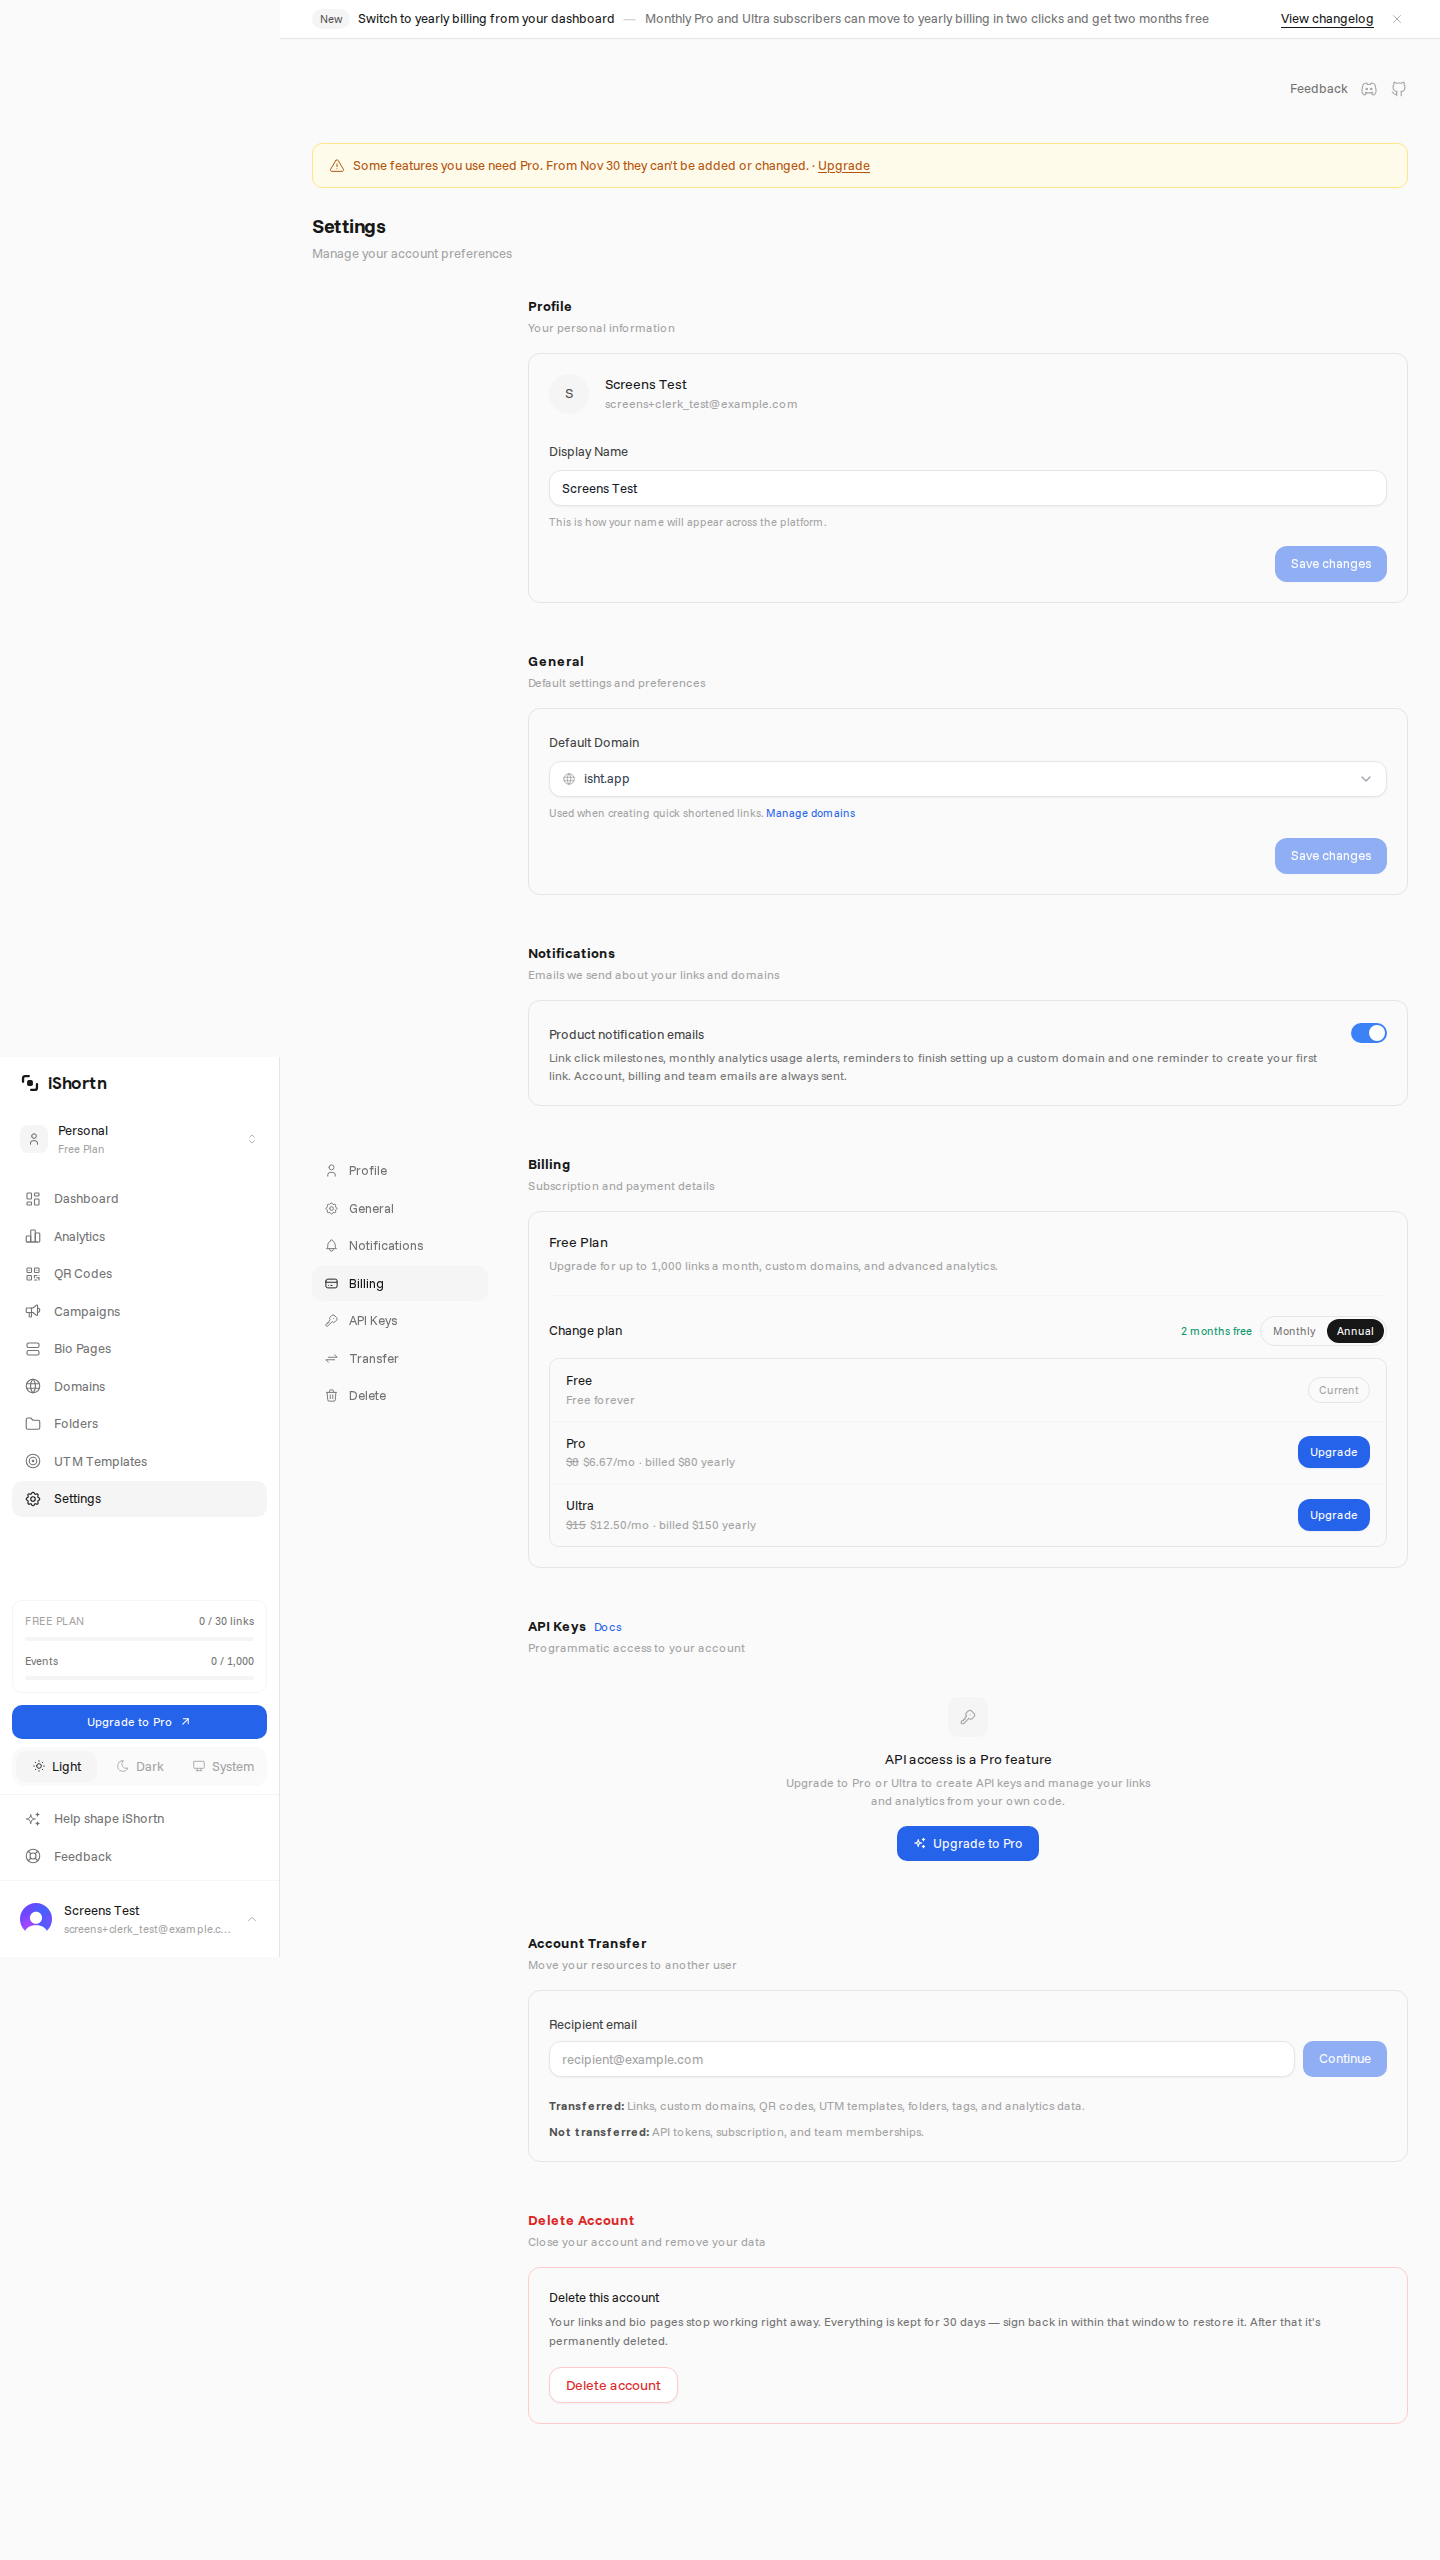 New Switch to yearly billing from your dashboard — Monthly Pro and Ultra subscribers can move to yearly billing in two clicks and get two months free View changelog
Feedback
Some features you use need Pro. From Nov 30 they can't be added or changed. · Upgrade
Settings
Manage your account preferences
Profile
Your personal information
S
Screens Test
screens+clerk_test@example.com
Display Name
Screens Test
This is how your name will appear across the platform.
Save changes
General
Default settings and preferences
Default Domain
isht.app
Used when creating quick shortened links. Manage domains
Save changes
Notifications
Emails we send about your links and domains
Product notification emails
Link click milestones, monthly analytics usage alerts, reminders to finish setting up a custom domain and one reminder to create your first
link. Account, billing and team emails are always sent.
iShortn
Personal
Free Plan
Dashboard
Analytics
QR Codes
Campaigns
Bio Pages
Domains
Folders
UTM Templates
Settings
FREE PLAN 0 / 30 links
Events 0 / 1,000
Upgrade to Pro
Light Dark System
Help shape iShortn
Feedback
Screens Test
screens+clerk_test@example.c...
Profile
General
Notifications
Billing
API Keys
Transfer
Delete
Billing
Subscription and payment details
Free Plan
Upgrade for up to 1,000 links a month, custom domains, and advanced analytics.
Change plan 2 months free Monthly Annual
Free
Free forever
Current
Pro
$8 $6.67/mo · billed $80 yearly
Upgrade
Ultra
$15 $12.50/mo · billed $150 yearly
Upgrade
API Keys Docs
Programmatic access to your account
API access is a Pro feature
Upgrade to Pro or Ultra to create API keys and manage your links
and analytics from your own code.
Upgrade to Pro
Account Transfer
Move your resources to another user
Recipient email
recipient@example.com
Continue
Transferred: Links, custom domains, QR codes, UTM templates, folders, tags, and analytics data.
Not transferred: API tokens, subscription, and team memberships.
Delete Account
Close your account and remove your data
Delete this account
Your links and bio pages stop working right away. Everything is kept for 30 days — sign back in within that window to restore it. After that it's
permanently deleted.
Delete account